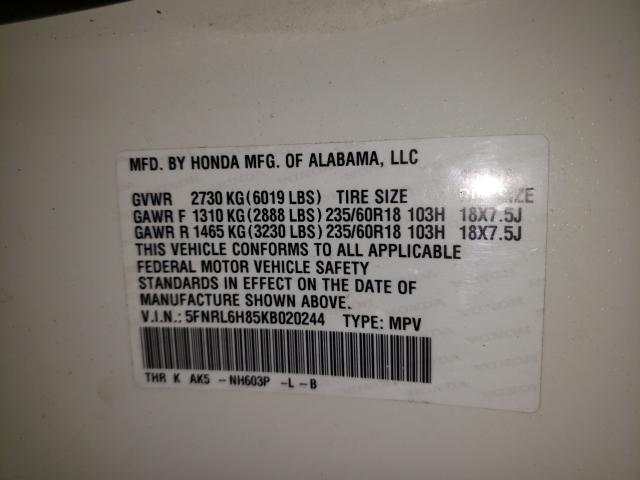 MFD. BY HONDA MFG. OF ALABAMA, LLC
GVWR 2730 KG(6019 LBS) TIRE SIZE
GAWR F 1310 KG(2888 LBS) 235/60R18 103H 18X7.5J
GAWR R 1465 KG(3230 LBS) 235/60R18 103H 18X7.5J
THIS VEHICLE CONFORMS TO ALL APPLICABLE
FEDERAL MOTOR VEHICLE SAFETY
STANDARDS IN EFFECT ON THE DATE OF
MANUFACTURE SHOWN ABOVE.
V.I.N.: 5FNRL6H85KB020244 TYPE: MPV
THR K AK5 -NH603P -L -B